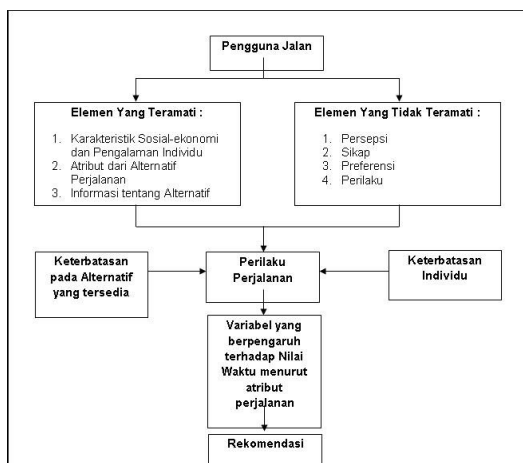 Pengguna Jalan
Elemen Yang Teramati :
1. Karakteristik Sosial-ekonomi
dan Pengalaman Individu
2. Atribut dari Alternatif
Perjalanan
3. Informasi tentang Alternatif
Elemen Yang Tidak Teramati :
1. Persepsi
2. Sikap
3. Preferensi
4. Perilaku
Keterbatasan
pada Alternatif
yang tersedia
Perilaku
Perjalanan
Keterbatasan
Individu
Variabel yang
berpengaruh
terhadap Nilai
Waktu menurut
atribut
perjalanan
Rekomendasi